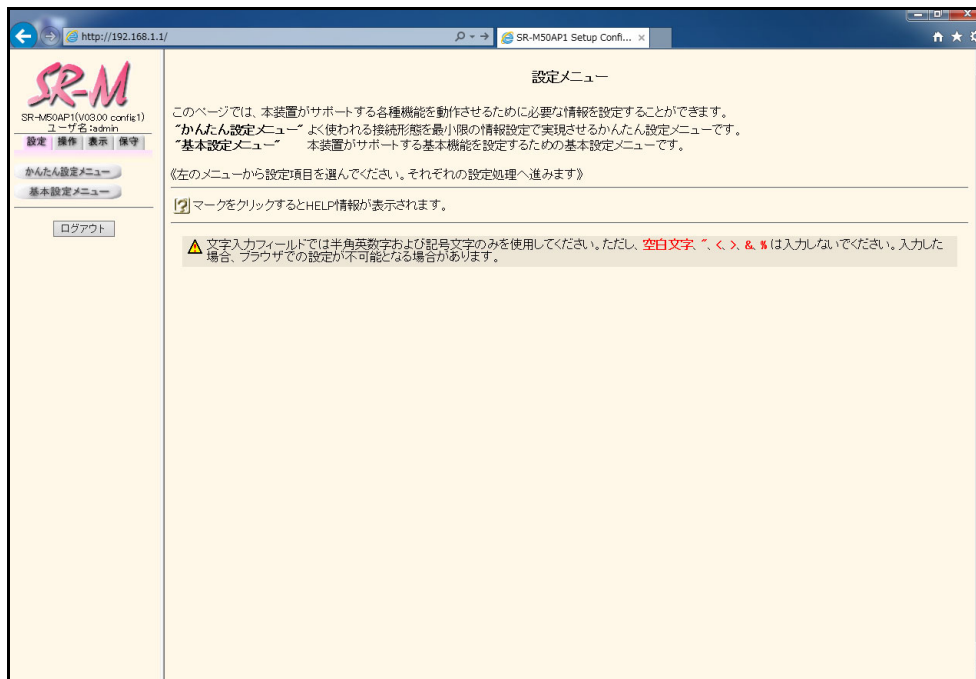 http://192.168.1.1/
SR-M50AP1 Setup Confi...
SR-M
SR-M50AP1(V03.00 config1)
ユーザ名:admin
設定 操作 表示 保守
かんたん設定メニュー
基本設定メニュー
ログアウト
設定メニュー
このページでは、本装置がサポートする各種機能を動作させるために必要な情報を設定することができます。
"かんたん設定メニュー" よく使われる接続形態を最小限の情報設定で実現させるかんたん設定メニューです。
"基本設定メニュー" 本装置がサポートする基本機能を設定するための基本設定メニューです。
《左のメニューから設定項目を選んでください。それぞれの設定処理へ進みます》
?マークをクリックするとHELP情報が表示されます。
文字入力フィールドでは半角英数字および記号文字のみを使用してください。ただし、空白文字、"、<、>、&、%は入力しないでください。入力した
場合、ブラウザでの設定が不可能となる場合があります。